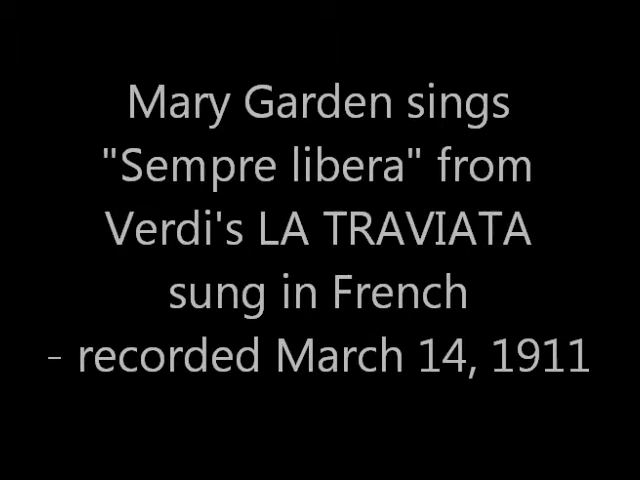 Mary Garden sings
"Sempre libera" from
Verdi's LA TRAVIATA
sung in French
- recorded March 14, 1911